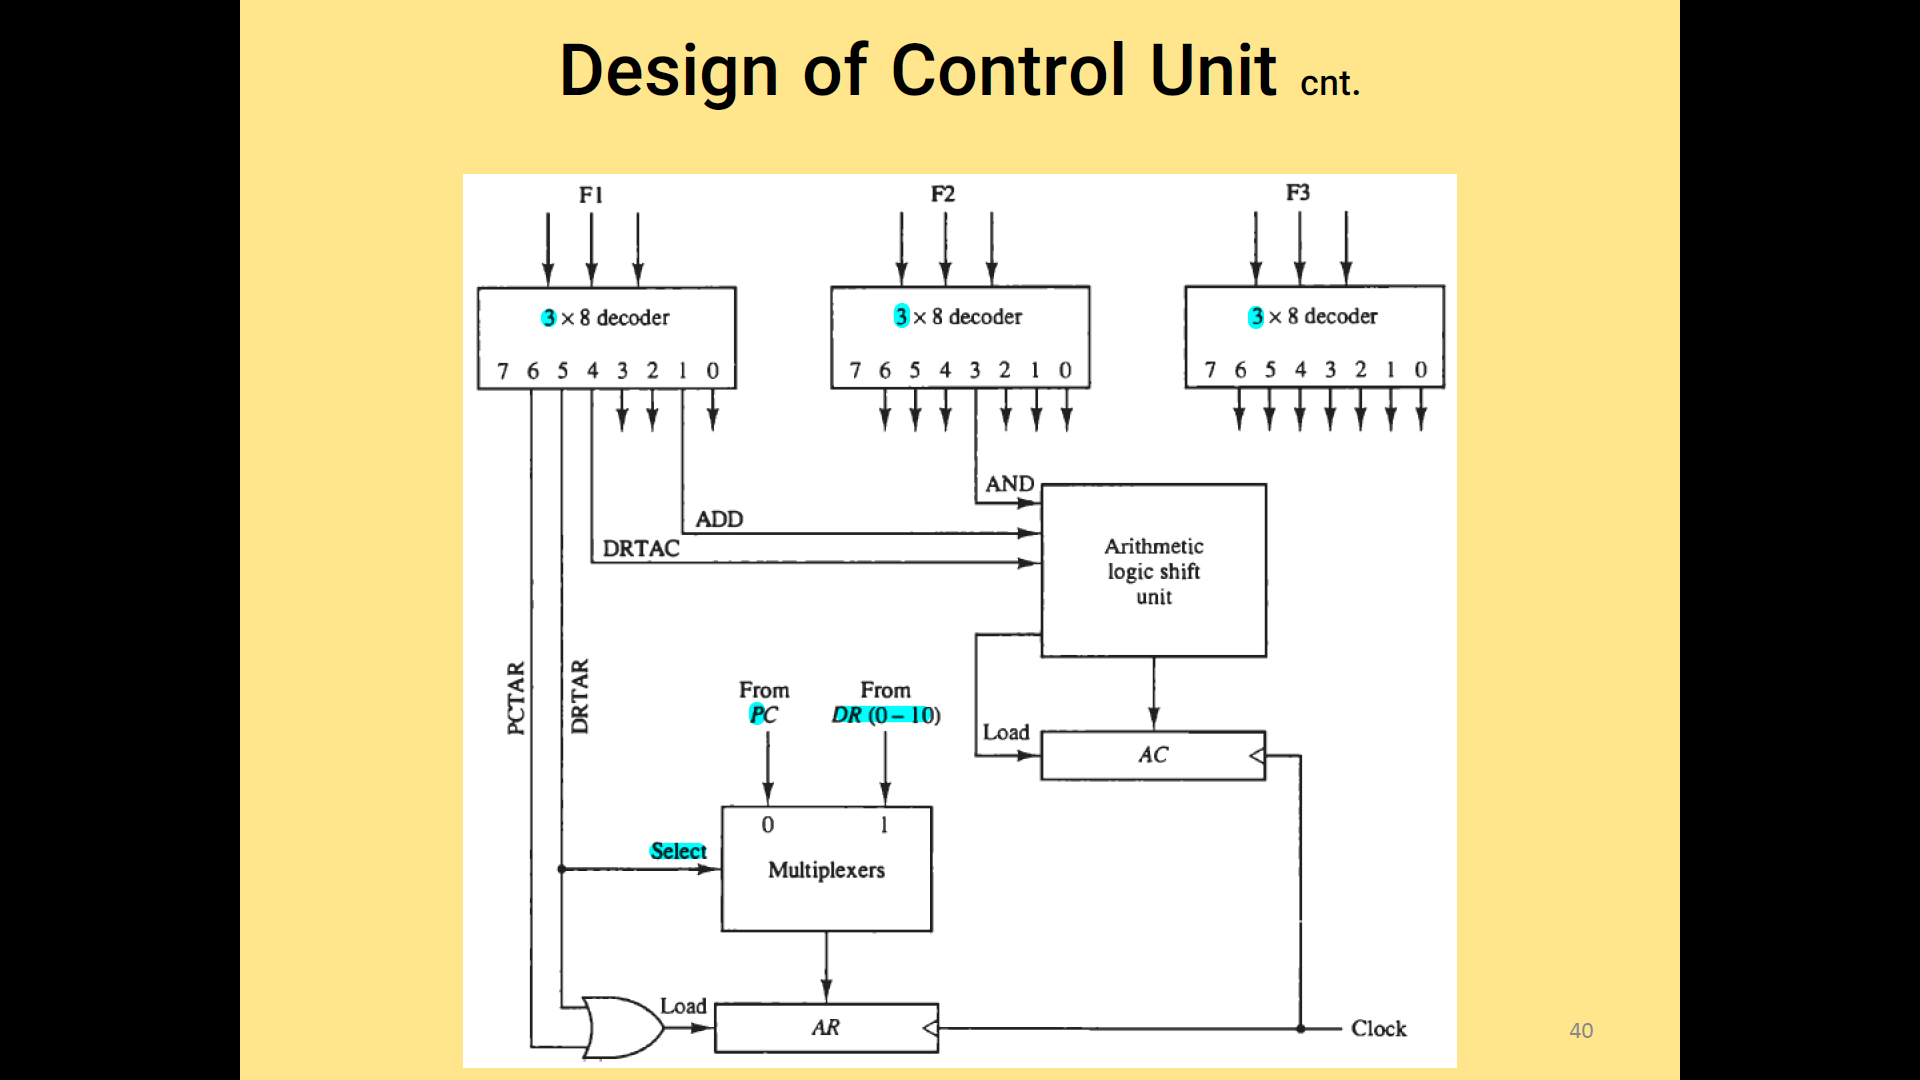 Design of Control Unit cnt.
F1 F2 F3
3 × 8 decoder 3 × 8 decoder 3 × 8 decoder
7 6 5 4 3 2 1 0 7 6 5 4 3 2 1 0 7 6 5 4 3 2 1 0
AND
ADD
DRTAC
Arithmetic
logic shift
unit
PCTAR
DRTAR
From
PC
From
DR (0 – 10)
Load
AC
0 1
Select
Multiplexers
Load
AR
Clock
40